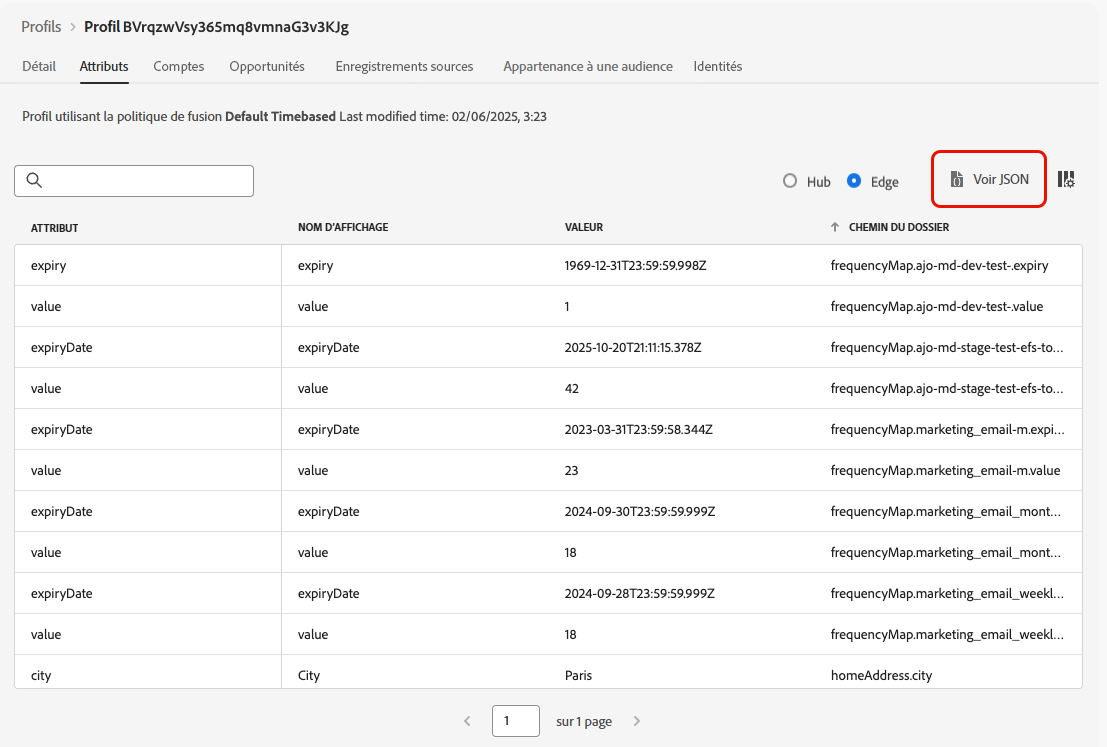 Profils > Profil BVrqzwVsy365mq8vmnaG3v3KJg
Détail Attributs Comptes Opportunités Enregistrements sources Appartenance à une audience Identités
Profil utilisant la politique de fusion Default Timebased Last modified time: 02/06/2025, 3:23
Hub Edge Voir JSON
ATTRIBUT NOM D'AFFICHAGE VALEUR ↑ CHEMIN DU DOSSIER
expiry expiry 1969-12-31T23:59:59.998Z frequencyMap.ajo-md-dev-test-.expiry
value value 1 frequencyMap.ajo-md-dev-test-.value
expiryDate expiryDate 2025-10-20T21:11:15.378Z frequencyMap.ajo-md-stage-test-efs-to...
value value 42 frequencyMap.ajo-md-stage-test-efs-to...
expiryDate expiryDate 2023-03-31T23:59:58.344Z frequencyMap.marketing_email-m.expi...
value value 23 frequencyMap.marketing_email-m.value
expiryDate expiryDate 2024-09-30T23:59:59.999Z frequencyMap.marketing_email_mont...
value value 18 frequencyMap.marketing_email_mont...
expiryDate expiryDate 2024-09-28T23:59:59.999Z frequencyMap.marketing_email_weekl...
value value 18 frequencyMap.marketing_email_weekl...
city City Paris homeAddress.city
1 sur 1 page